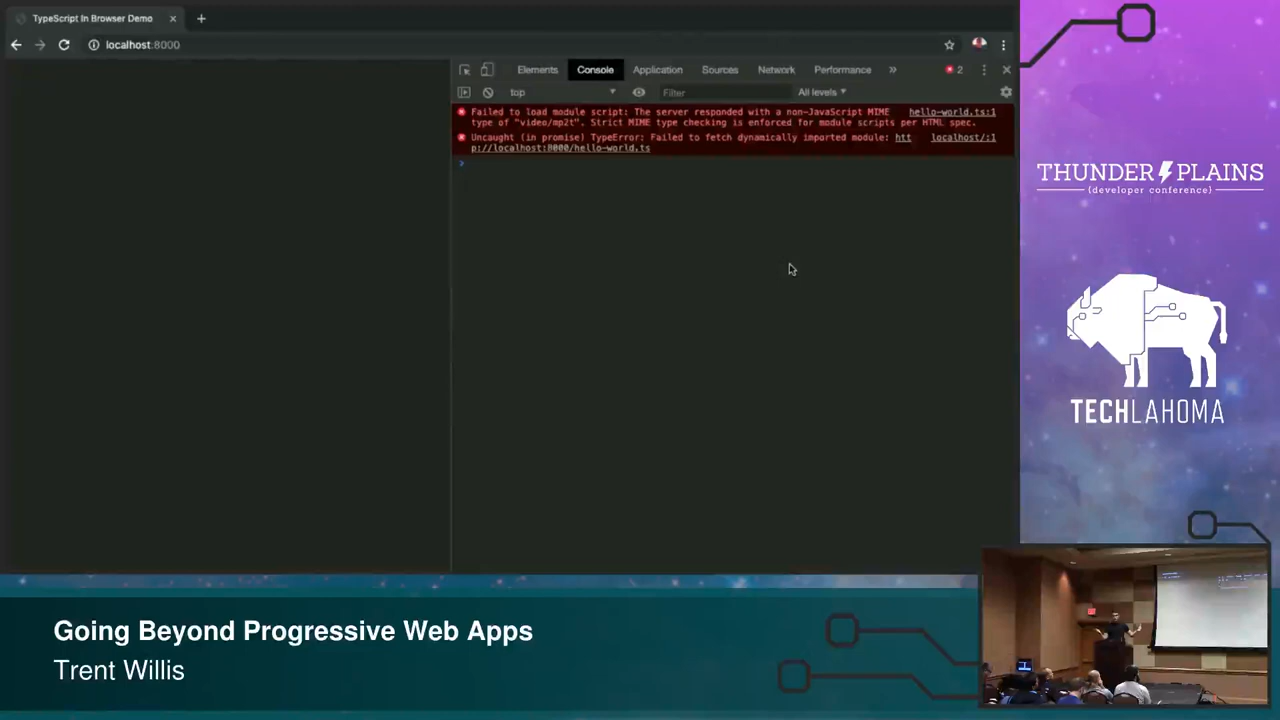 TypeScript In Browser Demo
localhost:8000
Elements Console Application Sources Network Performance » 2
top Filter All levels
Failed to load module script: The server responded with a non-JavaScript MIME hello-world.ts:1
type of "video/mp2t". Strict MIME type checking is enforced for module scripts per HTML spec.
Uncaught (in promise) TypeError: Failed to fetch dynamically imported module: htt localhost/:1
p://localhost:8000/hello-world.ts
THUNDER PLAINS
{developer conference}
TECHLAHOMA
Going Beyond Progressive Web Apps
Trent Willis